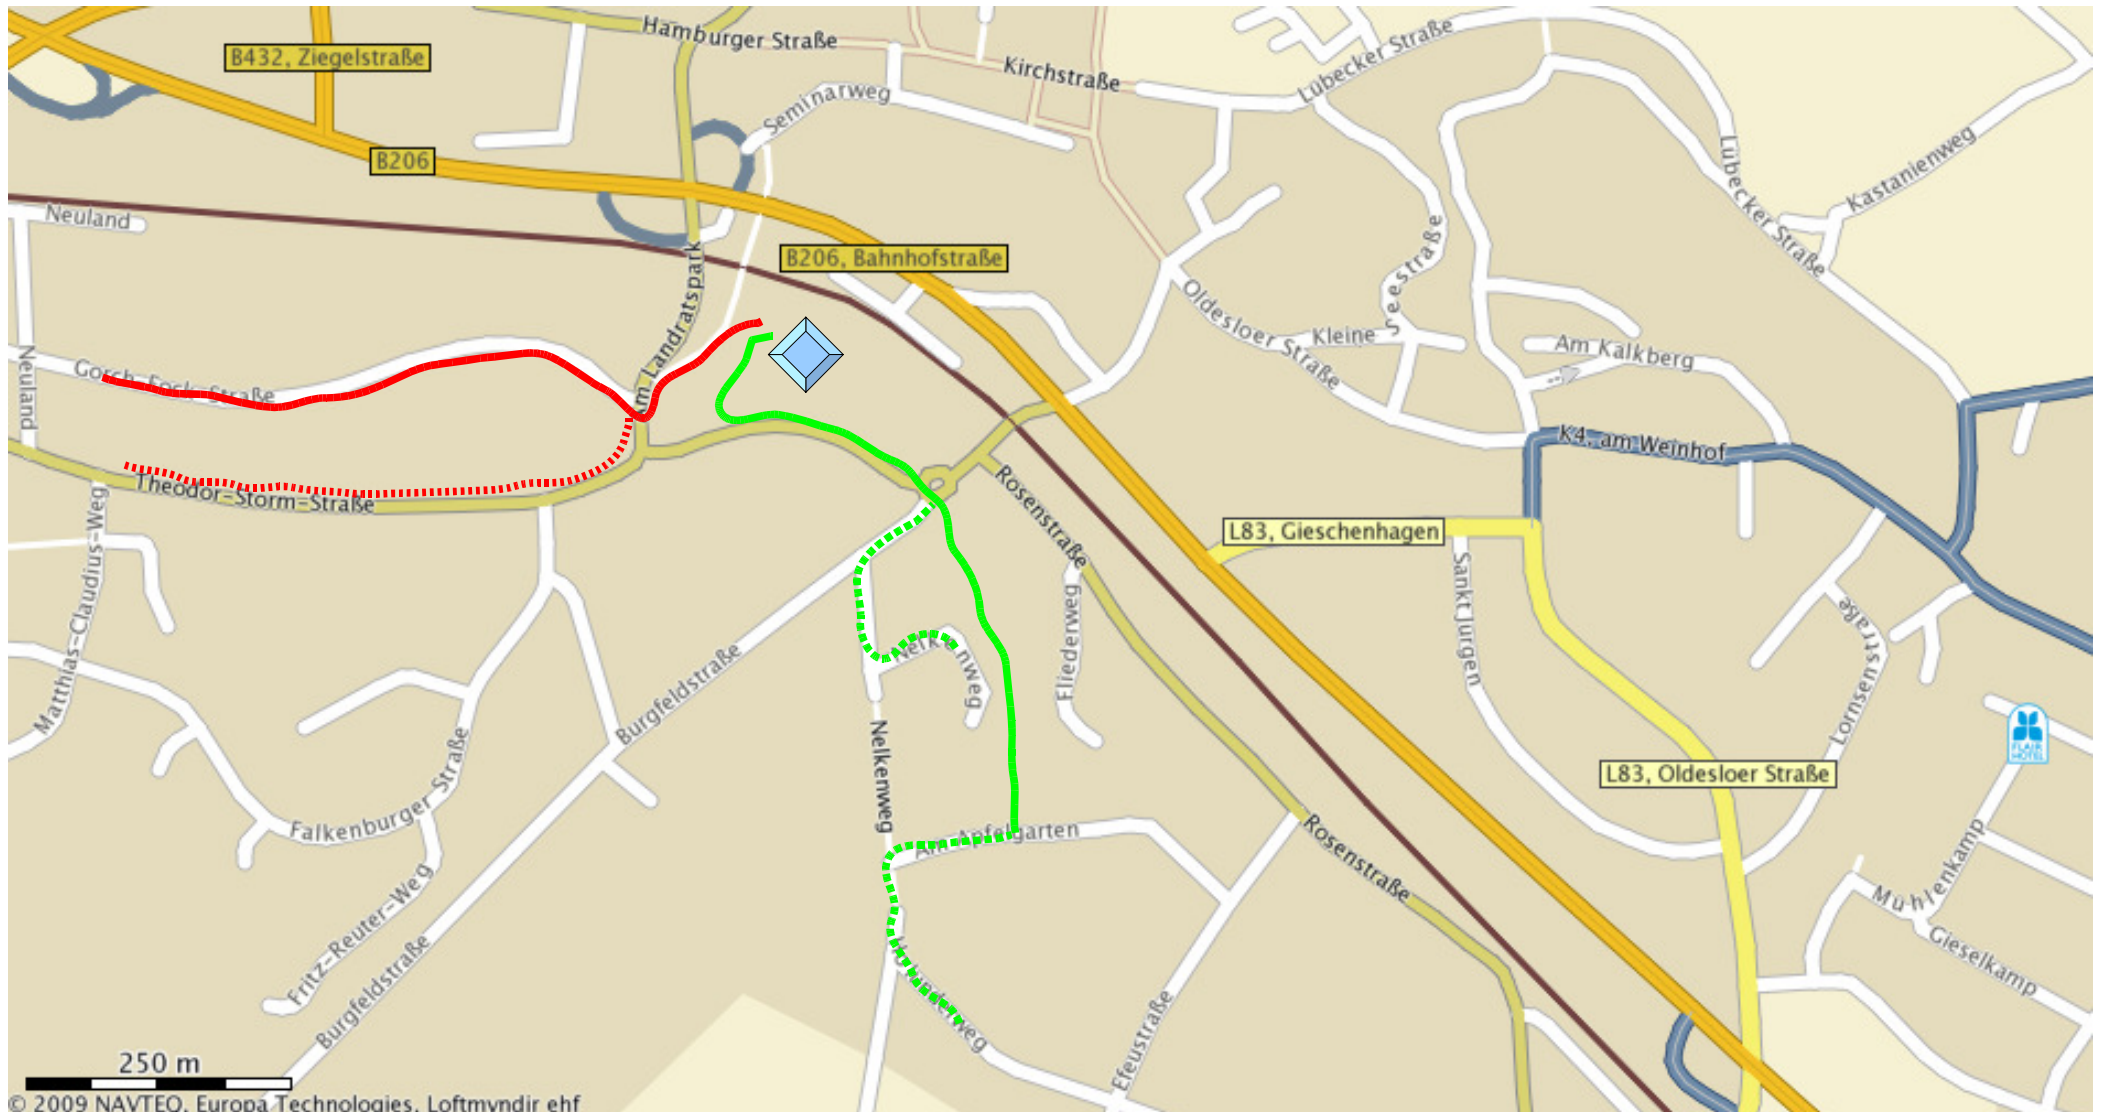 Hamburger Straße
B432, Ziegelstraße
Kirchstraße
Lübecker Straße
Seminarweg
B206
Lübecker Straße
Kastanienweg
Neuland
Am Landratspark
B206, Bahnhofstraße
Seestraße
Oldesloer Straße
Kleine
Am Kalkberg
Neuland
Gorch-Fock-Straße
K4, am Weinhof
Theodor-Storm-Straße
Rosenstraße
L83, Gieschenhagen
Matthias-Claudius-Weg
Sankt Jürgen
Fliederweg
Lornsenstraße
Nelkenweg
Burgfeldstraße
FLAIR
HOTEL
Nelkenweg
L83, Oldesloer Straße
Falkenburger Straße
Am Apfelgarten
Rosenstraße
Mühlenkamp
Fritz-Reuter-Weg
Gieselkamp
Burgfeldstraße
Holunderweg
Efeustraße
250 m
© 2009 NAVTEQ, Europa Technologies, Loftmyndir ehf